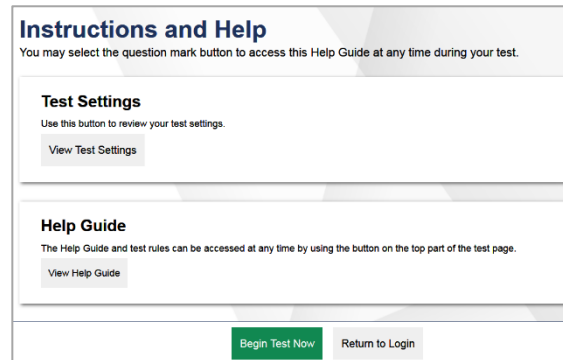 Instructions and Help
You may select the question mark button to access this Help Guide at any time during your test.
Test Settings
Use this button to review your test settings.
View Test Settings
Help Guide
The Help Guide and test rules can be accessed at any time by using the button on the top part of the test page.
View Help Guide
Begin Test Now
Return to Login